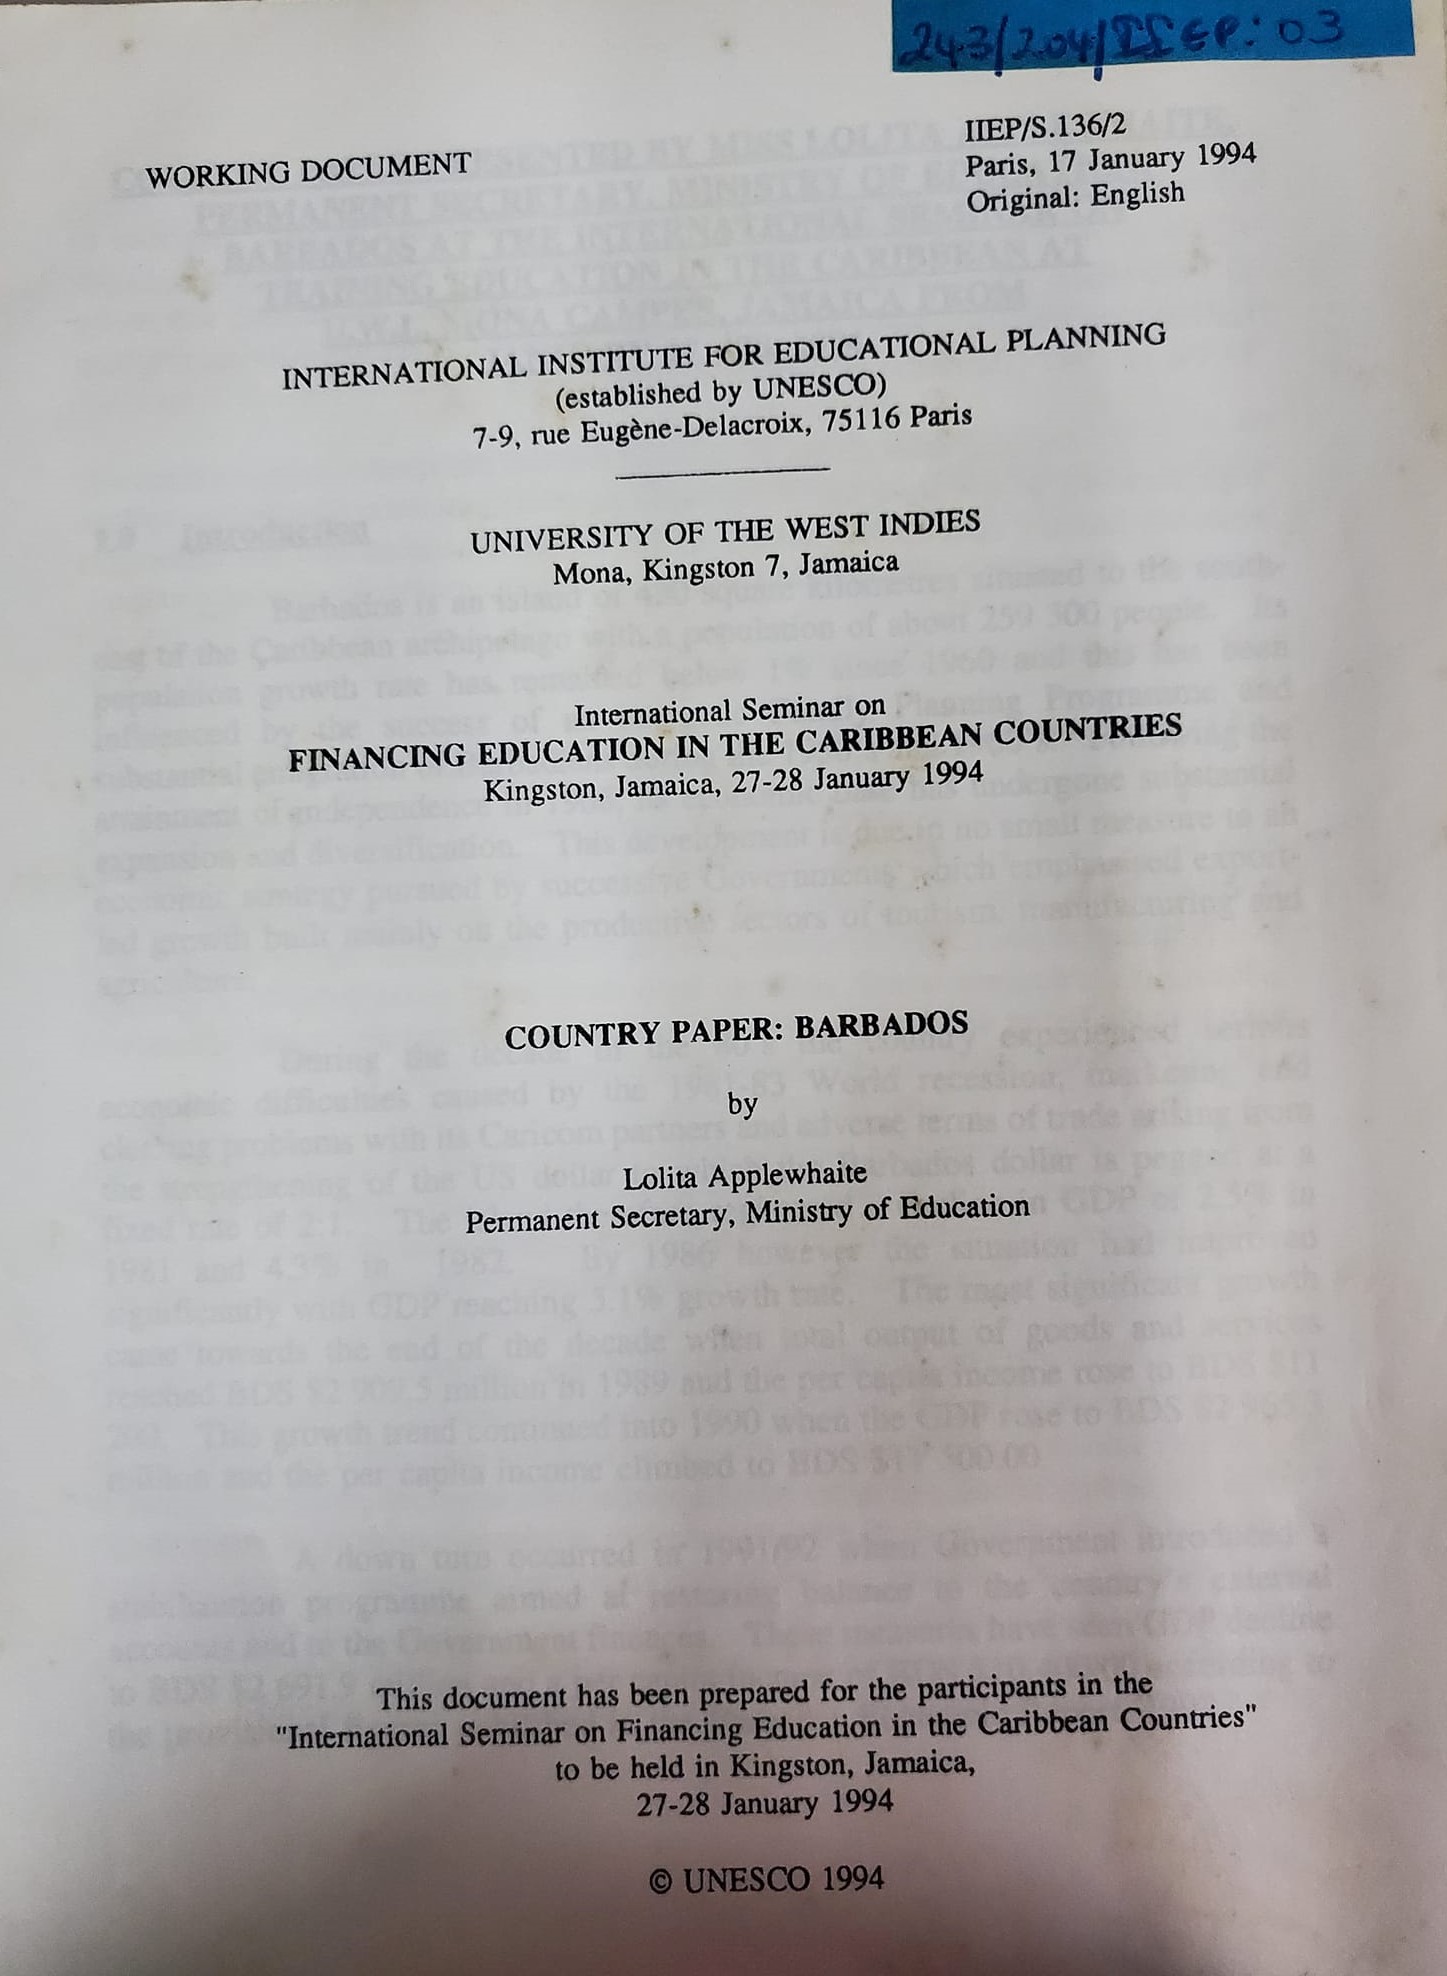 243/204/IIEP: 03
WORKING DOCUMENT
IIEP/S.136/2
Paris, 17 January 1994
Original: English
INTERNATIONAL INSTITUTE FOR EDUCATIONAL PLANNING
(established by UNESCO)
7-9, rue Eugène-Delacroix, 75116 Paris
UNIVERSITY OF THE WEST INDIES
Mona, Kingston 7, Jamaica
International Seminar on
FINANCING EDUCATION IN THE CARIBBEAN COUNTRIES
Kingston, Jamaica, 27-28 January 1994
COUNTRY PAPER: BARBADOS
by
Lolita Applewhaite
Permanent Secretary, Ministry of Education
This document has been prepared for the participants in the
"International Seminar on Financing Education in the Caribbean Countries"
to be held in Kingston, Jamaica,
27-28 January 1994
© UNESCO 1994